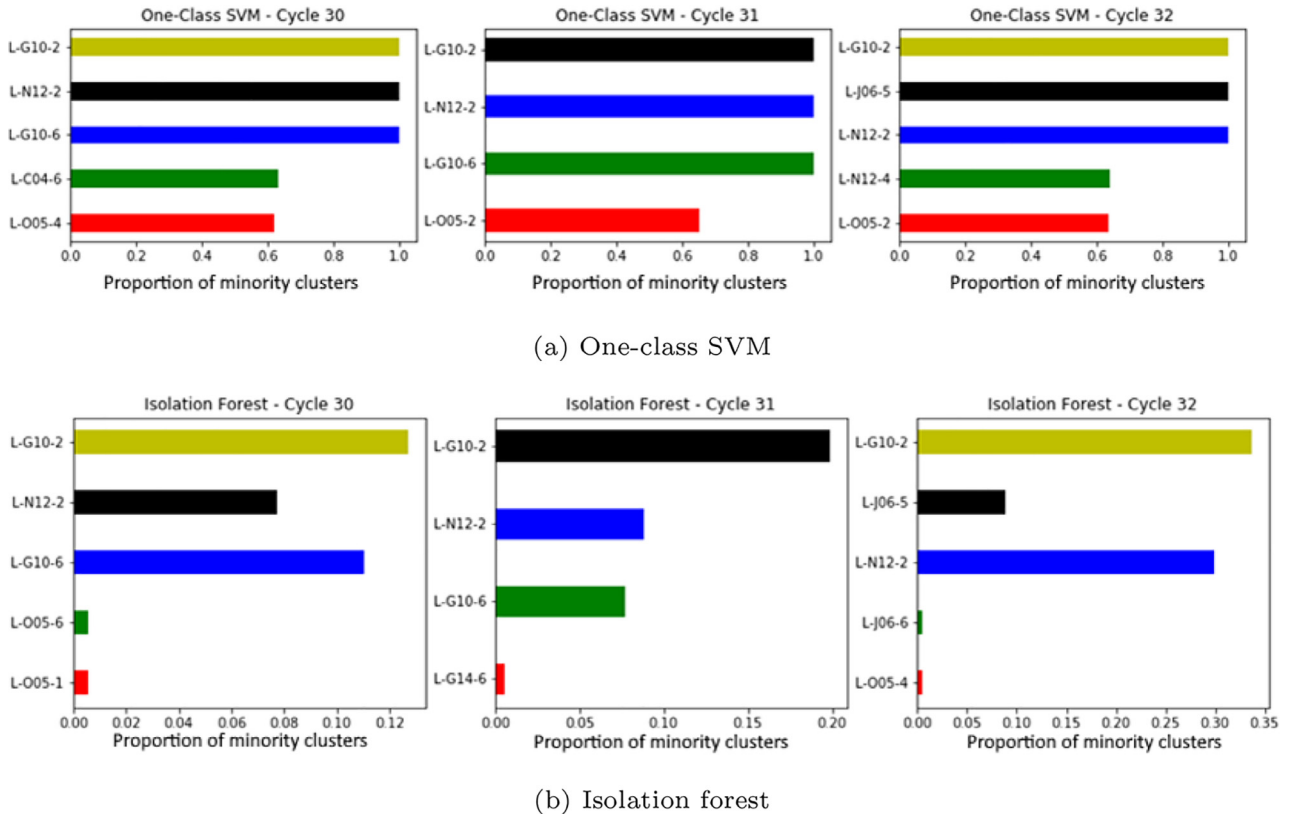 One-Class SVM - Cycle 30
L-G10-2
L-N12-2
L-G10-6
L-C04-6
L-O05-4
0.0 0.2 0.4 0.6 0.8 1.0
Proportion of minority clusters
One-Class SVM - Cycle 31
L-G10-2
L-N12-2
L-G10-6
L-O05-2
0.0 0.2 0.4 0.6 0.8 1.0
Proportion of minority clusters
One-Class SVM - Cycle 32
L-G10-2
L-J06-5
L-N12-2
L-N12-4
L-O05-2
0.0 0.2 0.4 0.6 0.8 1.0
Proportion of minority clusters
(a) One-class SVM
Isolation Forest - Cycle 30
L-G10-2
L-N12-2
L-G10-6
L-O05-6
L-O05-1
0.00 0.02 0.04 0.06 0.08 0.10 0.12
Proportion of minority clusters
Isolation Forest - Cycle 31
L-G10-2
L-N12-2
L-G10-6
L-G14-6
0.00 0.05 0.10 0.15 0.20
Proportion of minority clusters
Isolation Forest - Cycle 32
L-G10-2
L-J06-5
L-N12-2
L-J06-6
L-O05-4
0.00 0.05 0.10 0.15 0.20 0.25 0.30 0.35
Proportion of minority clusters
(b) Isolation forest